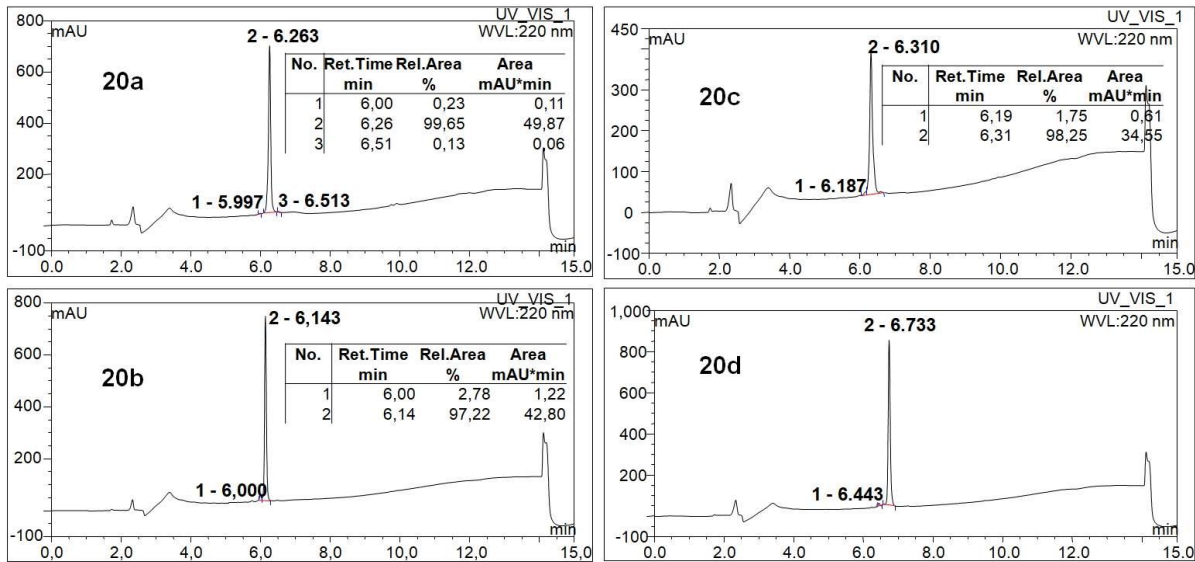 UV_VIS_1
mAU
WVL:220 nm
20a
2 - 6.263
No. Ret.Time Rel.Area Area
min % mAU*min
1 6,00 0,23 0,11
2 6,26 99,65 49,87
3 6,51 0,13 0,06
1 - 5.997
3 - 6.513
800
600
400
200
-100
0,0 2.0 4.0 6.0 8.0 10.0 12.0 15.0
min
UV_VIS_1
mAU
WVL:220 nm
20c
2 - 6.310
No. Ret.Time Rel.Area Area
min % mAU*min
1 6,19 1,75 0,61
2 6,31 98,25 34,55
1 - 6.187
450
300
200
100
0
-100
0.0 2.0 4.0 6.0 8.0 10.0 12.0 15.0
min
UV_VIS_1
mAU
WVL:220 nm
20b
2 - 6,143
No. Ret.Time Rel.Area Area
min % mAU*min
1 6,00 2,78 1,22
2 6,14 97,22 42,80
1 - 6,000
800
600
400
200
-100
0,0 2,0 4,0 6,0 8,0 10,0 12,0 15,0
min
UV_VIS_1
mAU
WVL:220 nm
20d
2 - 6.733
1 - 6.443
1,000
800
600
400
200
0
-100
0.0 2.0 4.0 6.0 8.0 10.0 12.0 15.0
min